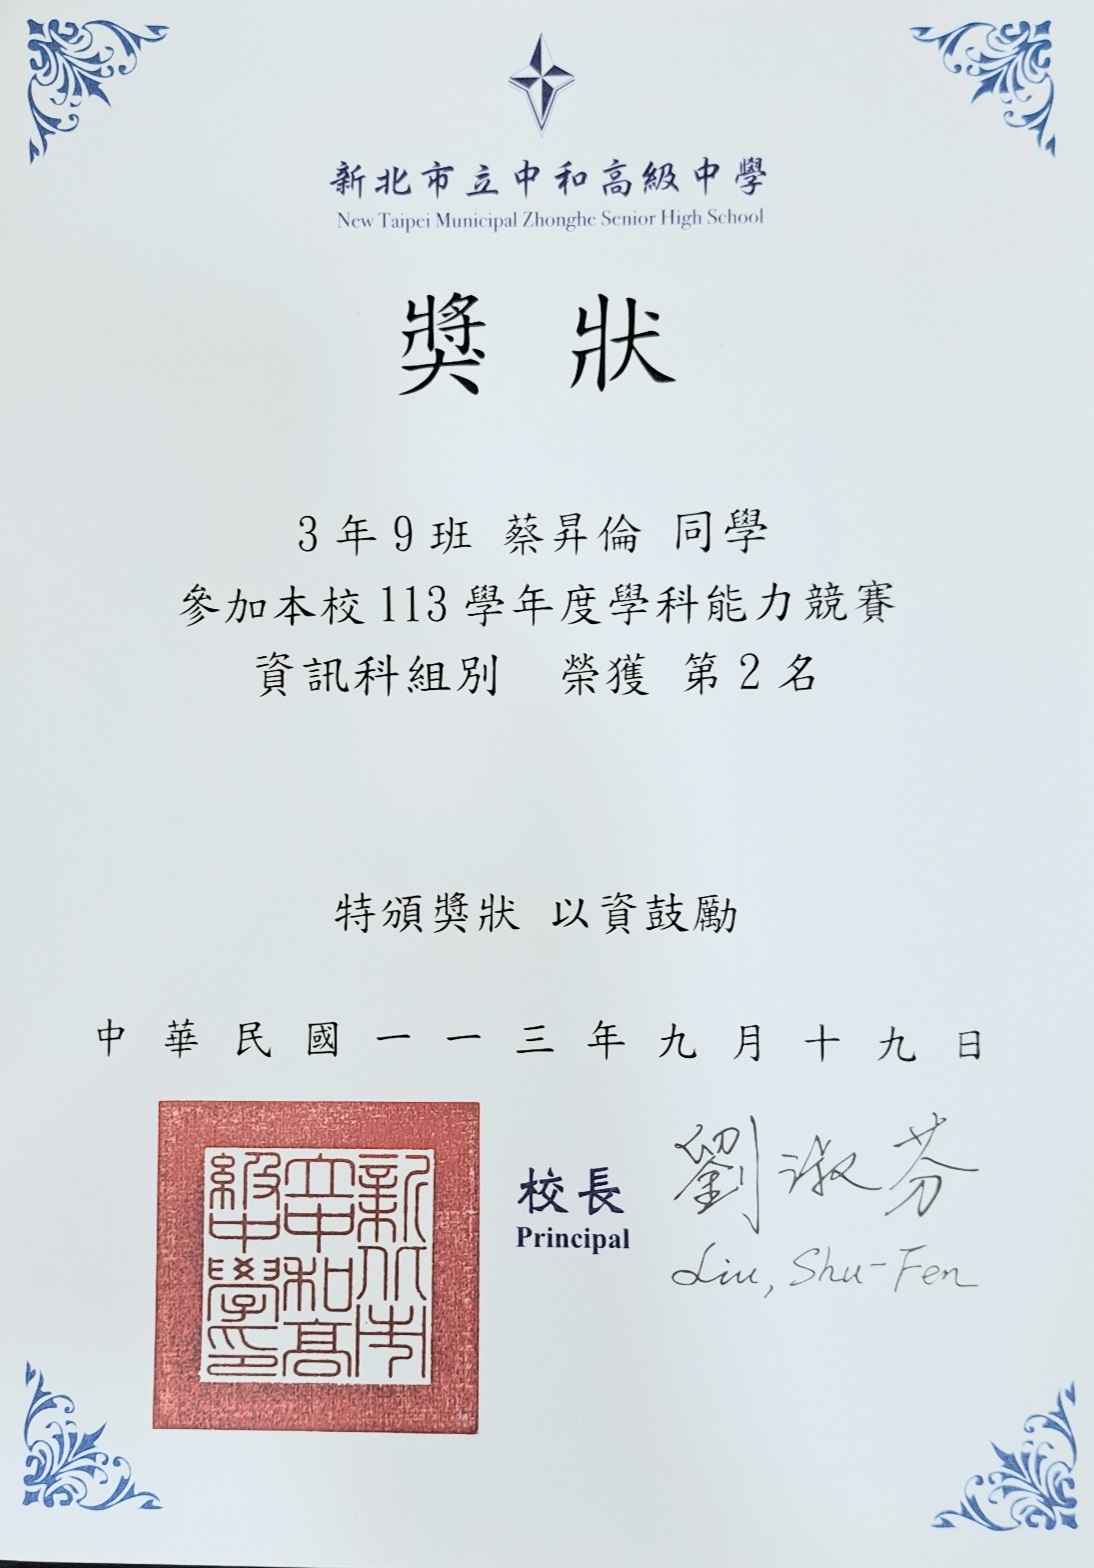 新北市立中和高級中學
New Taipei Municipal Zhonghe Senior High School
獎 狀
3 年 9 班 蔡昇倫 同學
參加本校 113 學年度學科能力競賽
資訊科組別 榮獲 第 2 名
特頒獎狀 以資鼓勵
中 華 民 國 一 一 三 年 九 月 十 九 日
新北市立中和高級中學印
校長
Principal
劉淑芬
Liu, Shu-Fen